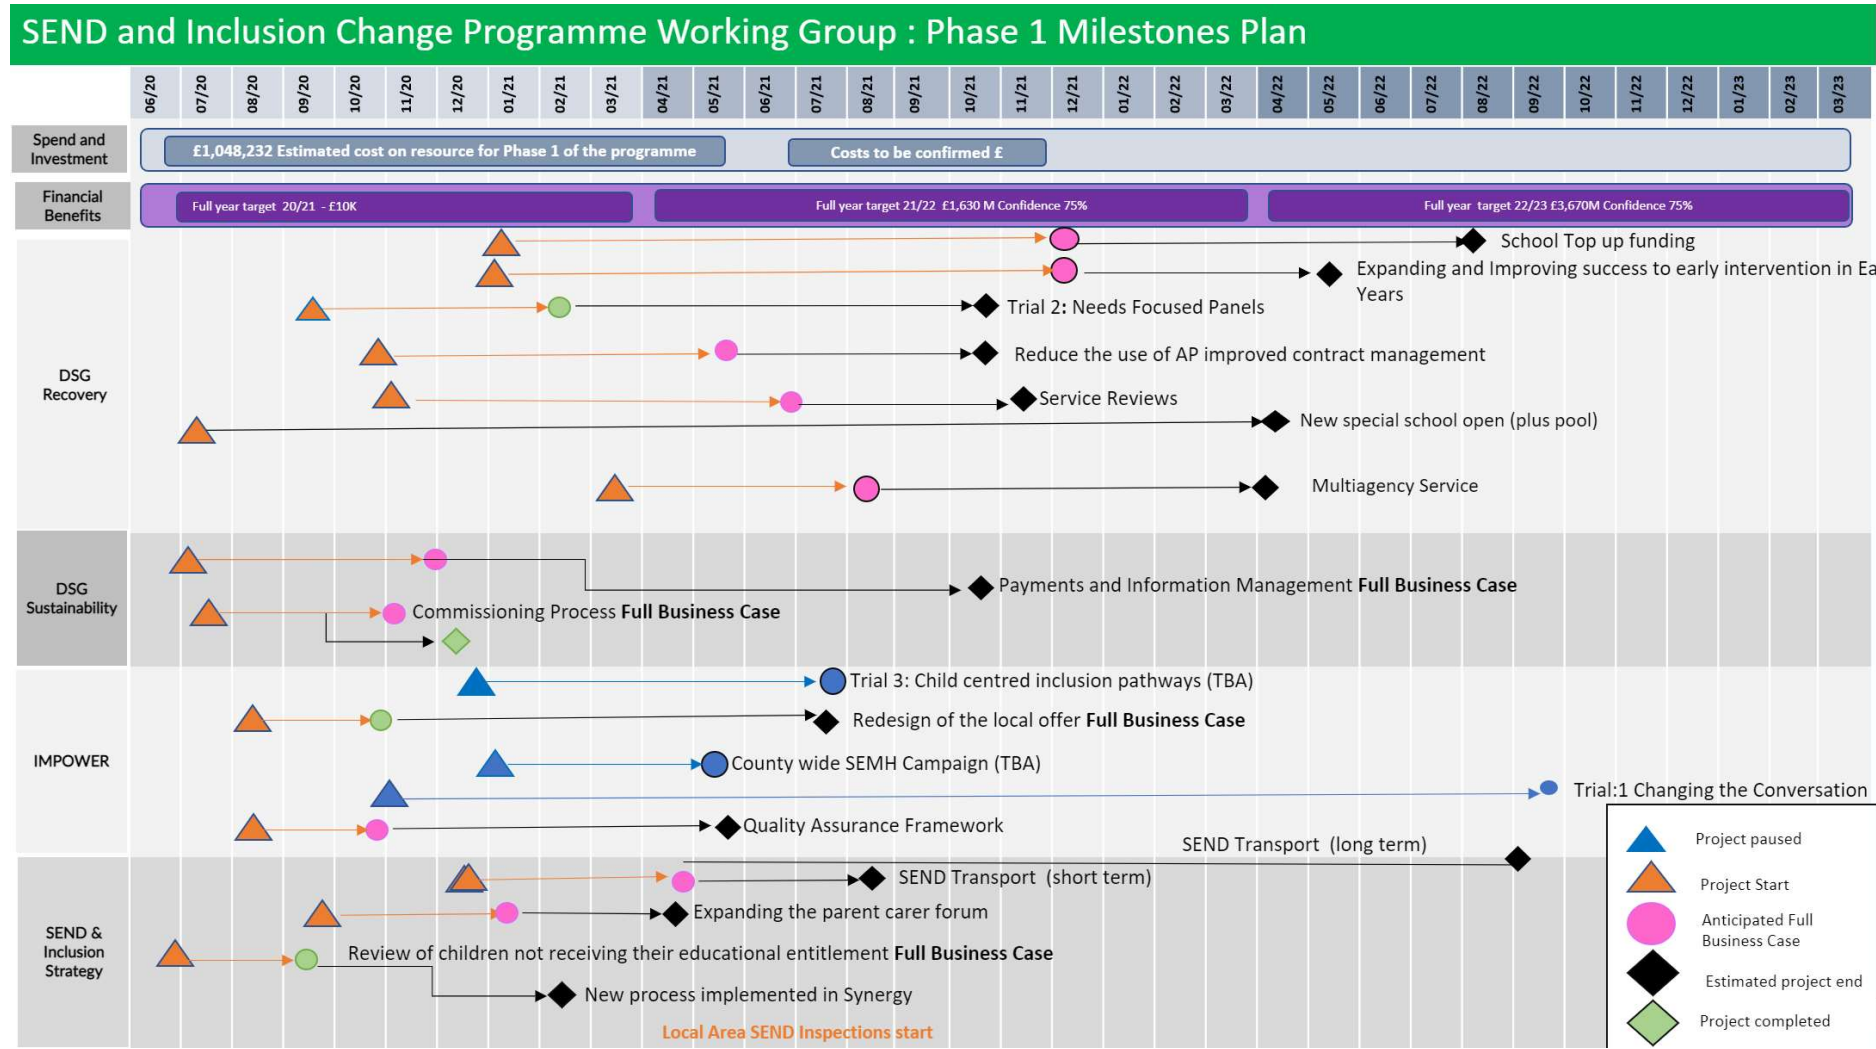 SEND and Inclusion Change Programme Working Group : Phase 1 Milestones Plan
06/20 07/20 08/20 09/20 10/20 11/20 12/20 01/21 02/21 03/21 04/21 05/21 06/21 07/21 08/21 09/21 10/21 11/21 12/21 01/22 02/22 03/22 04/22 05/22 06/22 07/22 08/22 09/22 10/22 11/22 12/22 01/23 02/23 03/23
Spend and
Investment
£1,048,232 Estimated cost on resource for Phase 1 of the programme
Costs to be confirmed £
Financial
Benefits
Full year target 20/21 - £10K
Full year target 21/22 £1,630 M Confidence 75%
Full year target 22/23 £3,670M Confidence 75%
DSG
Recovery
School Top up funding
Expanding and Improving success to early intervention in Ea
Years
Trial 2: Needs Focused Panels
Reduce the use of AP improved contract management
Service Reviews
New special school open (plus pool)
Multiagency Service
DSG
Sustainability
Payments and Information Management Full Business Case
Commissioning Process Full Business Case
IMPOWER
Trial 3: Child centred inclusion pathways (TBA)
Redesign of the local offer Full Business Case
County wide SEMH Campaign (TBA)
Trial:1 Changing the Conversation
Quality Assurance Framework
SEND &
Inclusion
Strategy
SEND Transport (long term)
SEND Transport (short term)
Expanding the parent carer forum
Review of children not receiving their educational entitlement Full Business Case
New process implemented in Synergy
Local Area SEND Inspections start
Project paused
Project Start
Anticipated Full
Business Case
Estimated project end
Project completed